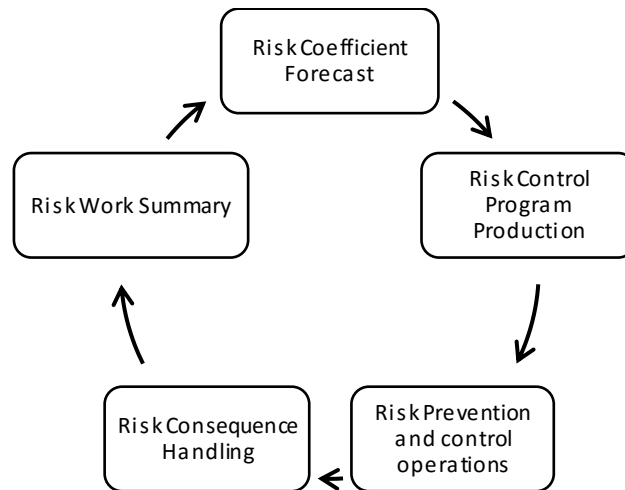 Risk Coefficient
Forecast
Risk Control
Program
Production
Risk Prevention
and control
operations
Risk Consequence
Handling
Risk Work Summary